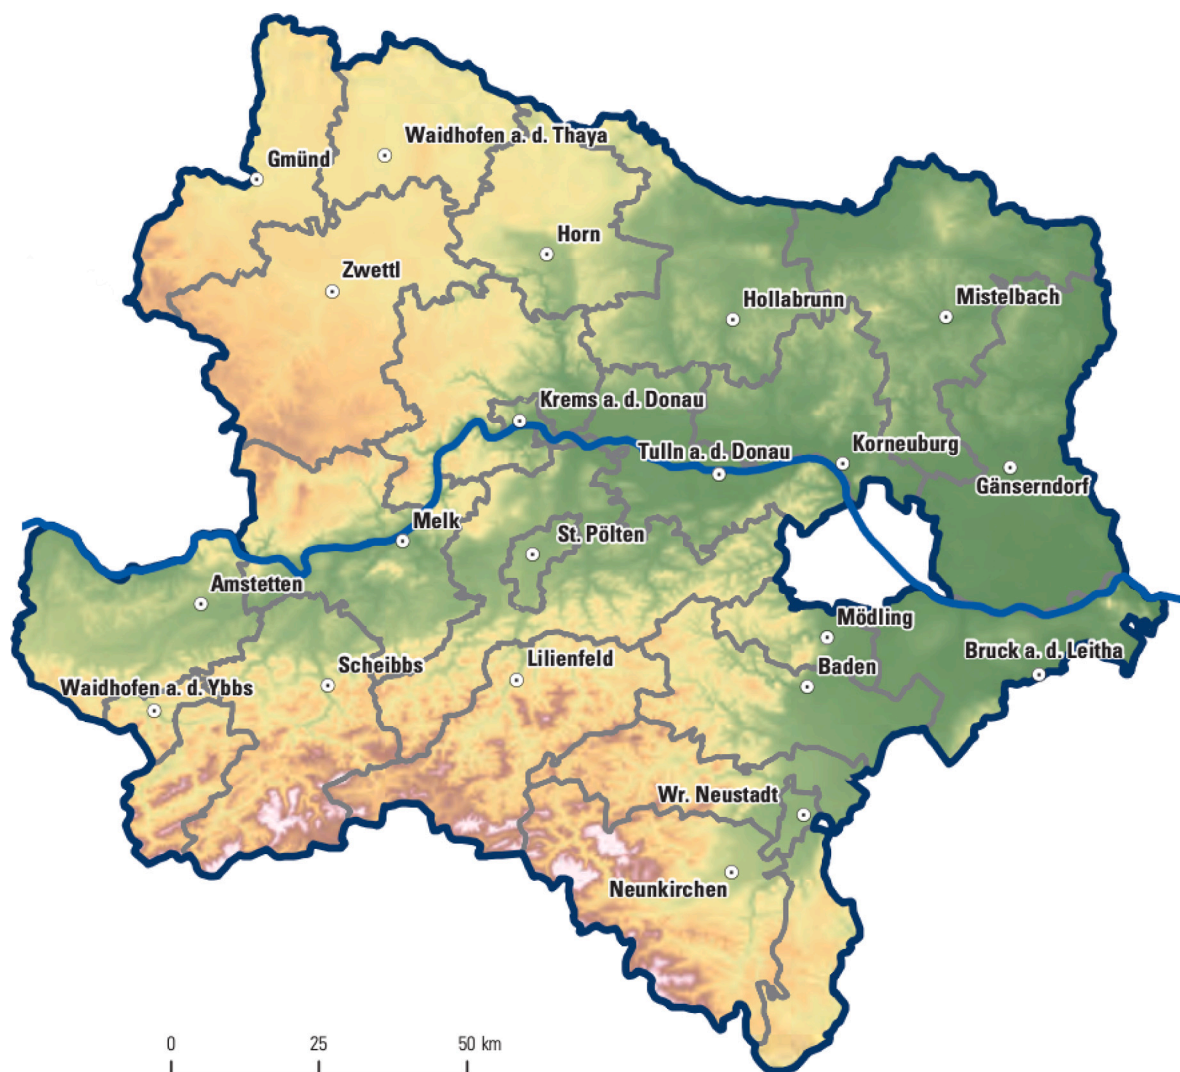 Waidhofen a. d. Thaya
Gmünd
Horn
Zwettl
Hollabrunn
Mistelbach
Krems a. d. Donau
Tulln a. d. Donau
Korneuburg
Gänserndorf
Melk
St. Pölten
Amstetten
Mödling
Scheibbs
Lilienfeld
Baden
Bruck a. d. Leitha
Waidhofen a. d. Ybbs
Wr. Neustadt
Neunkirchen
0 25 50 km